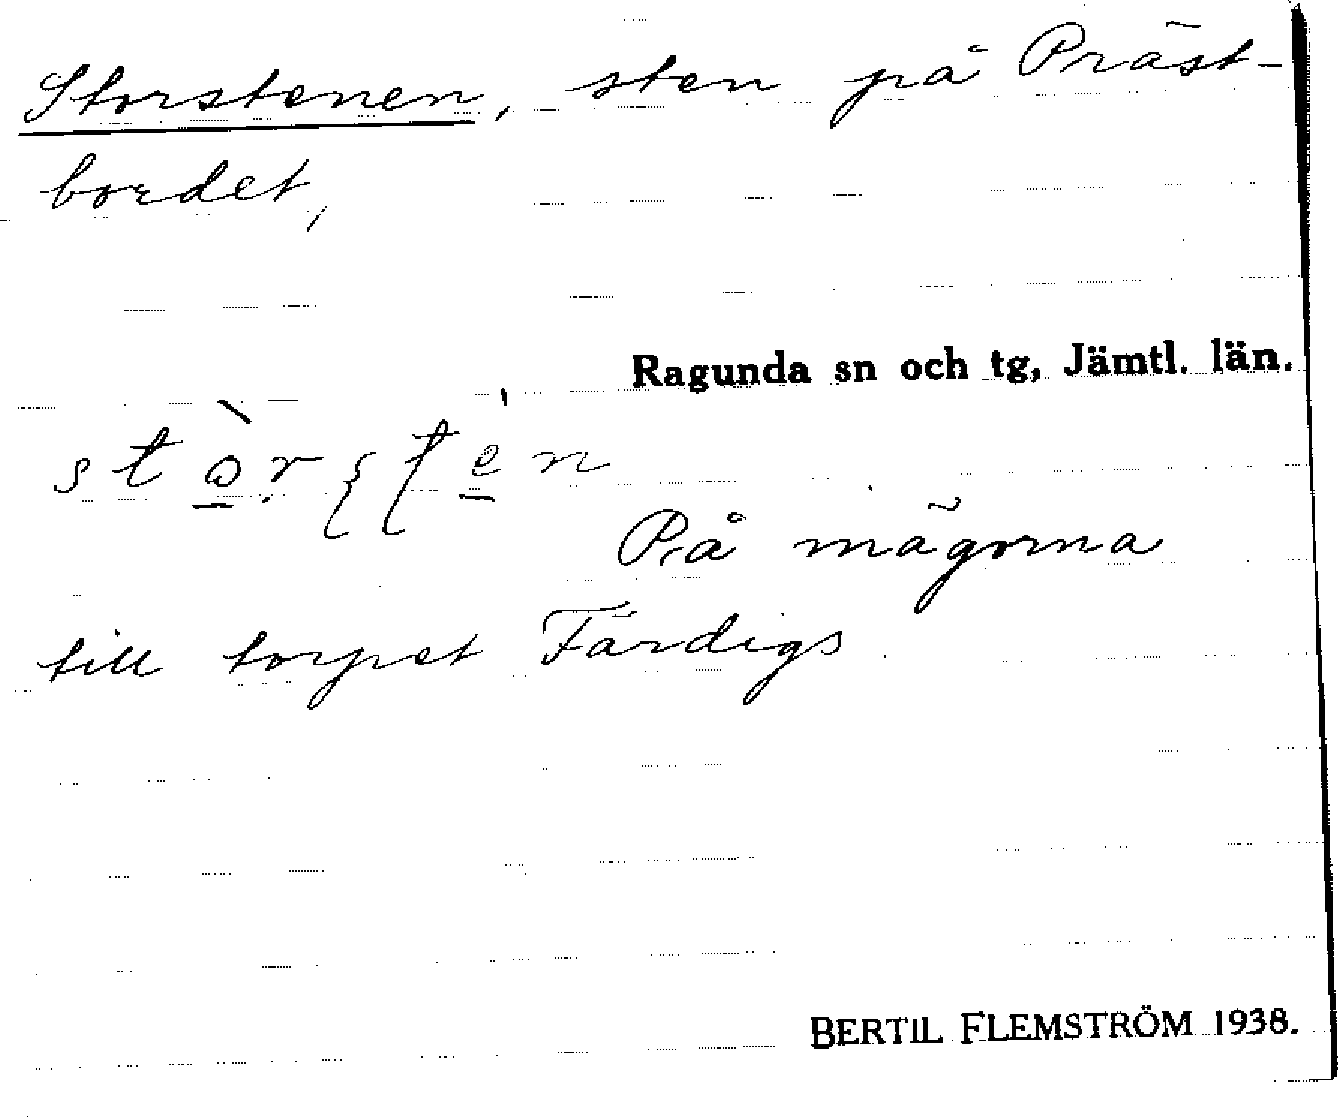 Storstenen, sten på Präst-
bordet,
Ragunda sn och tg, Jämtl. län.
På mägorna
till torpet Färdigs
BERTIL FLEMSTRÖM 1938.